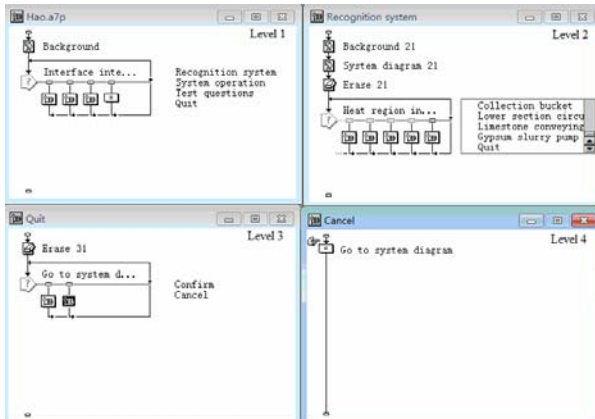 Hao.a7p
Level 1
Background
Interface inte...
Recognition system
System operation
Test questions
Quit
Recognition system
Level 2
Background 21
System diagram 21
Erase 21
Heat region in...
Collection bucket
Lower section circu
Limestone conveying
Gypsum slurry pump
Quit
Quit
Level 3
Erase 31
Go to system d...
Confirm
Cancel
Cancel
Level 4
Go to system diagram